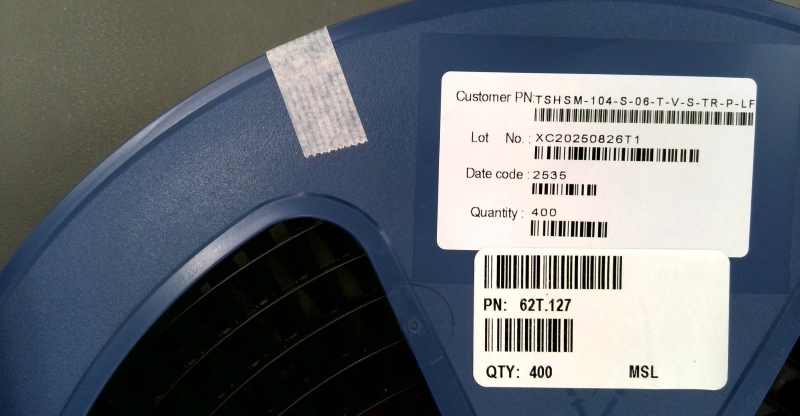 Customer PN:TSHSM-104-S-06-T-V-S-TR-P-LF
Lot No.: XC20250826T1
Date code: 2535
Quantity: 400
PN: 62T.127
QTY: 400 MSL